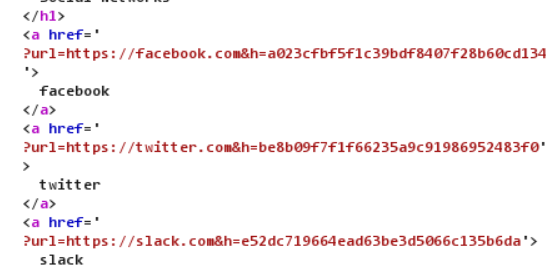 </h1>
<a href='
?url=https://facebook.com&h=a023cfbf5f1c39bdf8407f28b60cd134
'>
facebook
</a>
<a href='
?url=https://twitter.com&h=be8b09f7f1f66235a9c91986952483f0'
>
twitter
</a>
<a href='
?url=https://slack.com&h=e52dc719664ead63be3d5066c135b6da'>
slack